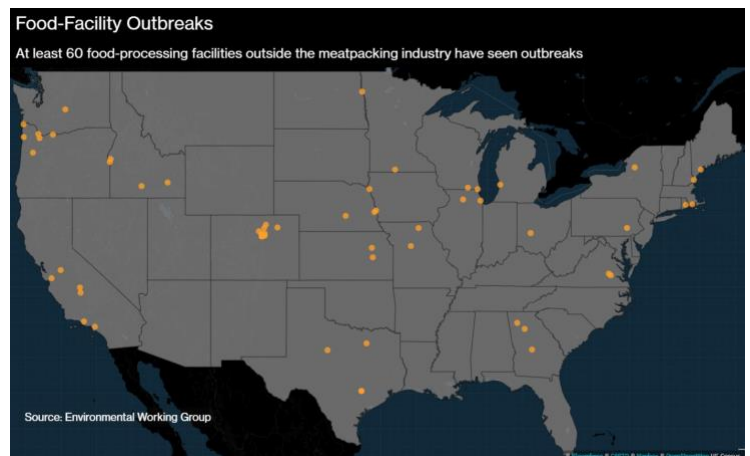 Food-Facility Outbreaks
At least 60 food-processing facilities outside the meatpacking industry have seen outbreaks
Source: Environmental Working Group